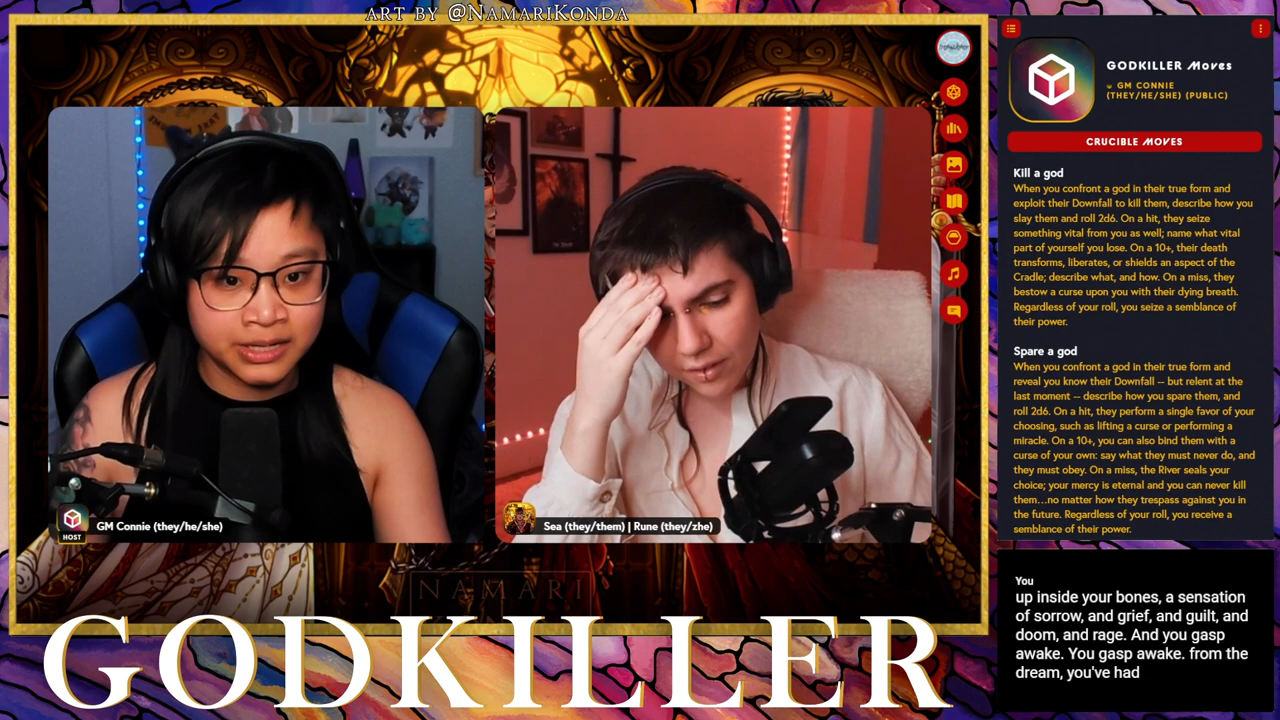 ART BY @NAMARIKONDA
GM Connie (they/he/she)
HOST
Sea (they/them) | Rune (they/zhe)
NAMARI
GODKILLER
GODKILLER Moves
GM CONNIE
(THEY/HE/SHE) (PUBLIC)
CRUCIBLE MOVES
Kill a god
When you confront a god in their true form and
exploit their Downfall to kill them, describe how you
slay them and roll 2d6. On a hit, they seize
something vital from you as well; name what vital
part of yourself you lose. On a 10+, their death
transforms, liberates, or shields an aspect of the
Cradle; describe what, and how. On a miss, they
bestow a curse upon you with their dying breath.
Regardless of your roll, you seize a semblance of
their power.
Spare a god
When you confront a god in their true form and
reveal you know their Downfall -- but relent at the
last moment -- describe how you spare them, and
roll 2d6. On a hit, they perform a single favor of your
choosing, such as lifting a curse or performing a
miracle. On a 10+, you can also bind them with a
curse of your own: say what they must never do, and
they must obey. On a miss, the River seals your
choice; your mercy is eternal and you can never kill
them...no matter how they trespass against you in
the future. Regardless of your roll, you receive a
semblance of their power.
You
up inside your bones, a sensation
of sorrow, and grief, and guilt, and
doom, and rage. And you gasp
awake. You gasp awake. from the
dream, you've had